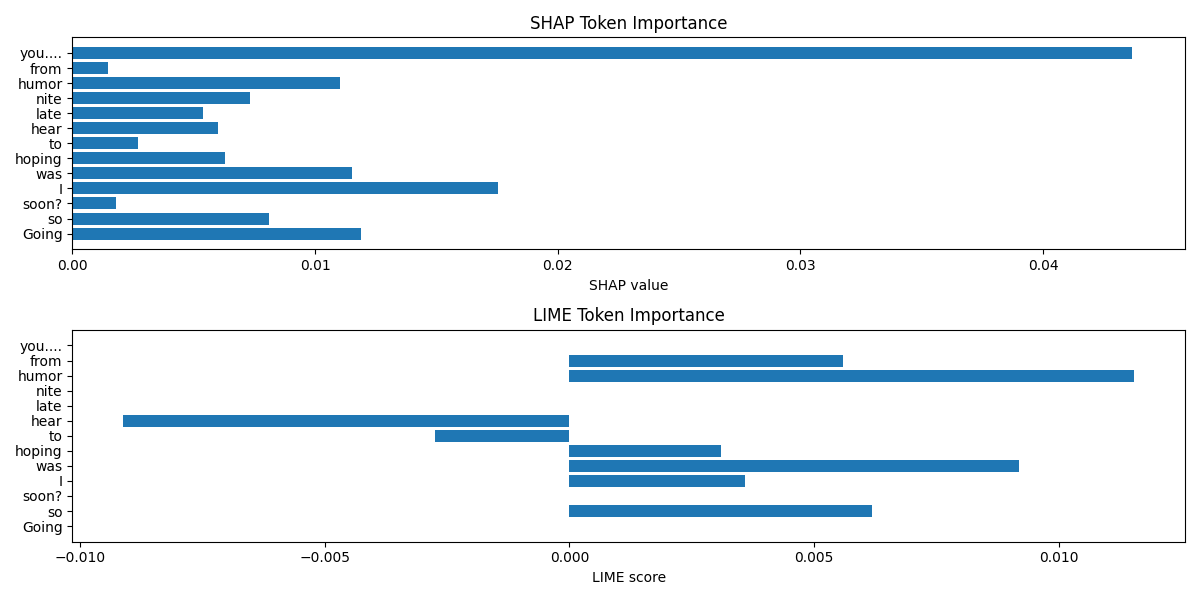 SHAP Token Importance
you....
from
humor
nite
late
hear
to
hoping
was
I
soon?
so
Going
0.00 0.01 0.02 0.03 0.04
SHAP value
LIME Token Importance
you....
from
humor
nite
late
hear
to
hoping
was
I
soon?
so
Going
−0.010 −0.005 0.000 0.005 0.010
LIME score